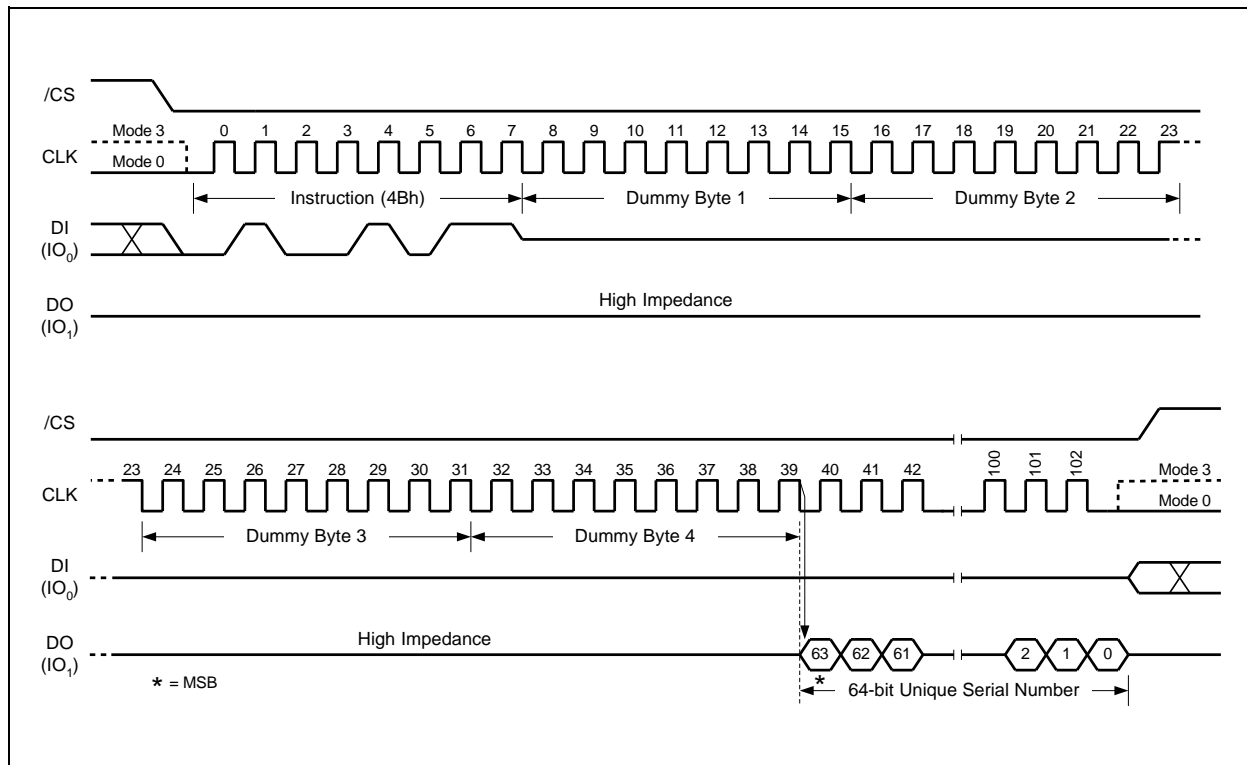 /CS
Mode 3 0 1 2 3 4 5 6 7 8 9 10 11 12 13 14 15 16 17 18 19 20 21 22 23
CLK Mode 0
Instruction (4Bh) Dummy Byte 1 Dummy Byte 2
DI
(IO0)
High Impedance
DO
(IO1)
/CS
23 24 25 26 27 28 29 30 31 32 33 34 35 36 37 38 39 40 41 42 100 101 102 Mode 3
CLK Mode 0
Dummy Byte 3 Dummy Byte 4
DI
(IO0)
DO
(IO1)
High Impedance
63 62 61 2 1 0
* = MSB
* 64-bit Unique Serial Number